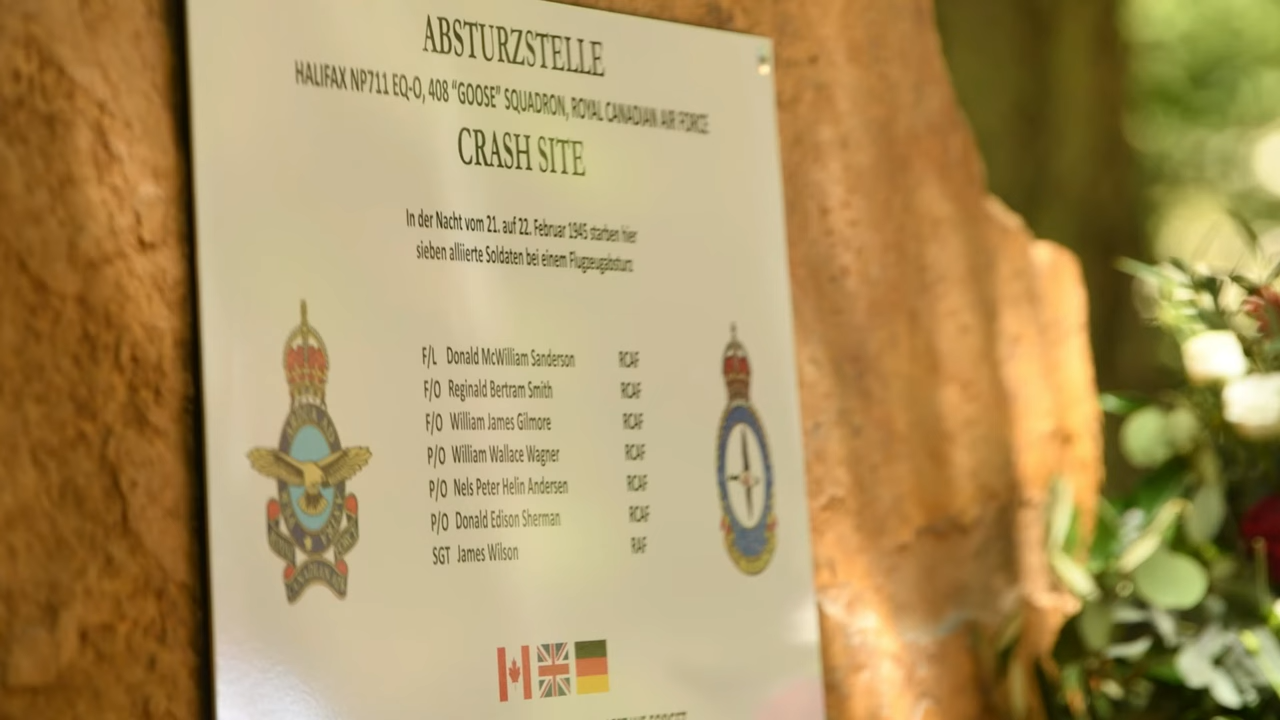 ABSTURZSTELLE
HALIFAX NP711 EQ-O, 408 "GOOSE" SQUADRON, ROYAL CANADIAN AIR FORCE
CRASH SITE
In der Nacht vom 21. auf 22. Februar 1945 starben hier
sieben alliierte Soldaten bei einem Flugzeugabsturz
F/L Donald McWilliam Sanderson RCAF
F/O Reginald Bertram Smith RCAF
F/O William James Gilmore RCAF
P/O William Wallace Wagner RCAF
P/O Nels Peter Helin Andersen RCAF
P/O Donald Edison Sherman RCAF
SGT James Wilson RAF
WE FORGET